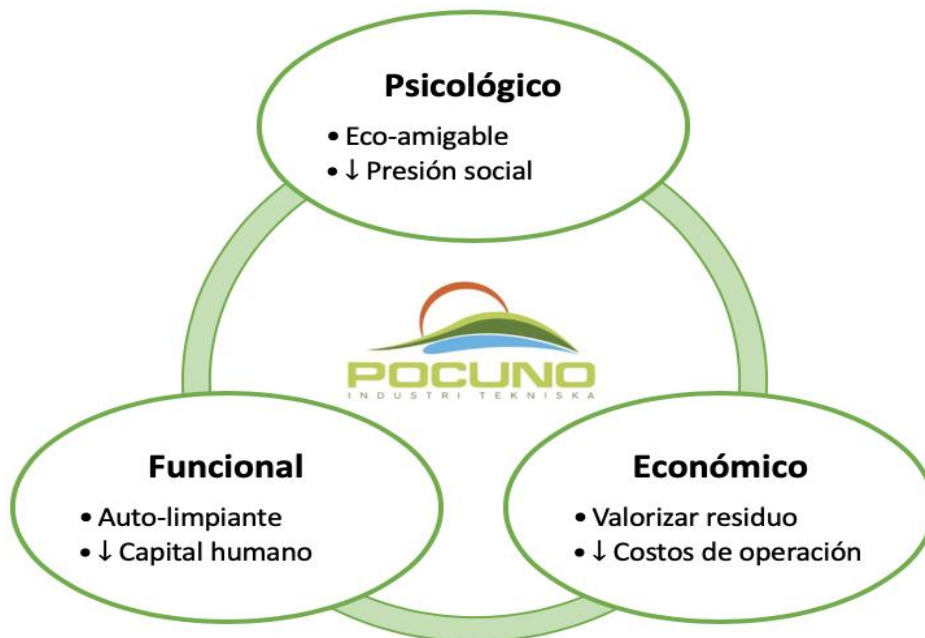 Psicológico
• Eco-amigable
• ↓ Presión social
POCUNO
INDUSTRI TEKNISKA
Funcional
• Auto-limpiante
• ↓ Capital humano
Económico
• Valorizar residuo
• ↓ Costos de operación